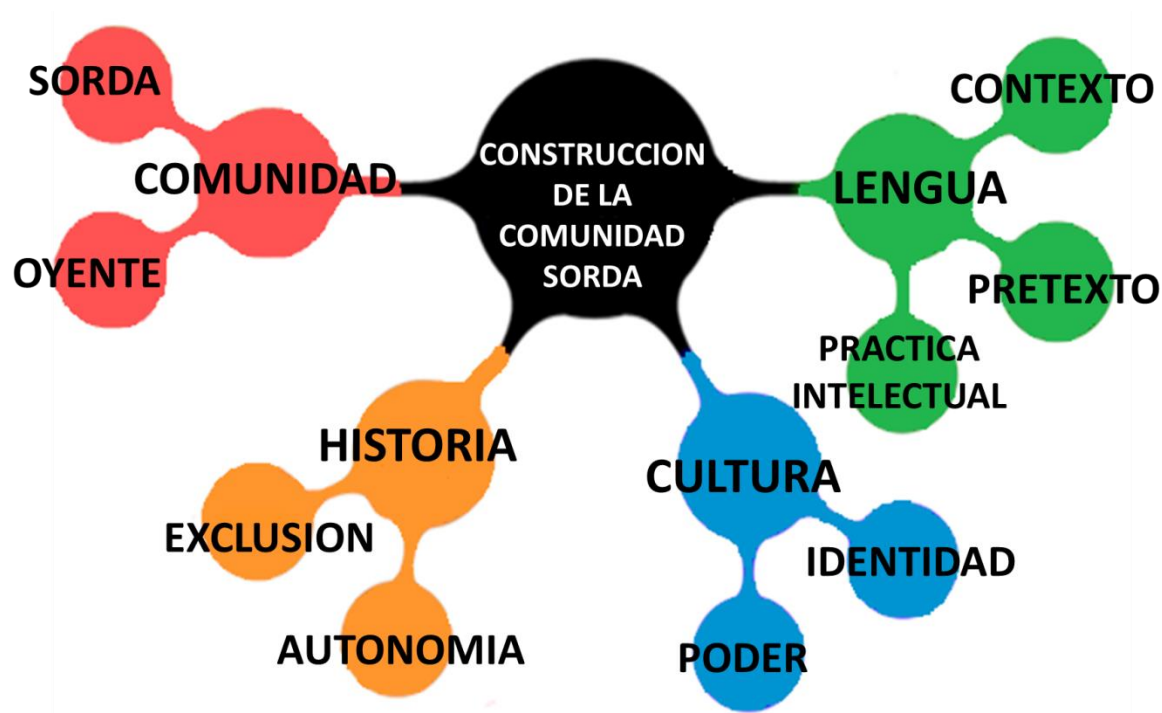 CONSTRUCCION
DE LA
COMUNIDAD
SORDA
COMUNIDAD
SORDA
OYENTE
LENGUA
CONTEXTO
PRETEXTO
PRACTICA
INTELECTUAL
HISTORIA
EXCLUSION
AUTONOMIA
CULTURA
IDENTIDAD
PODER